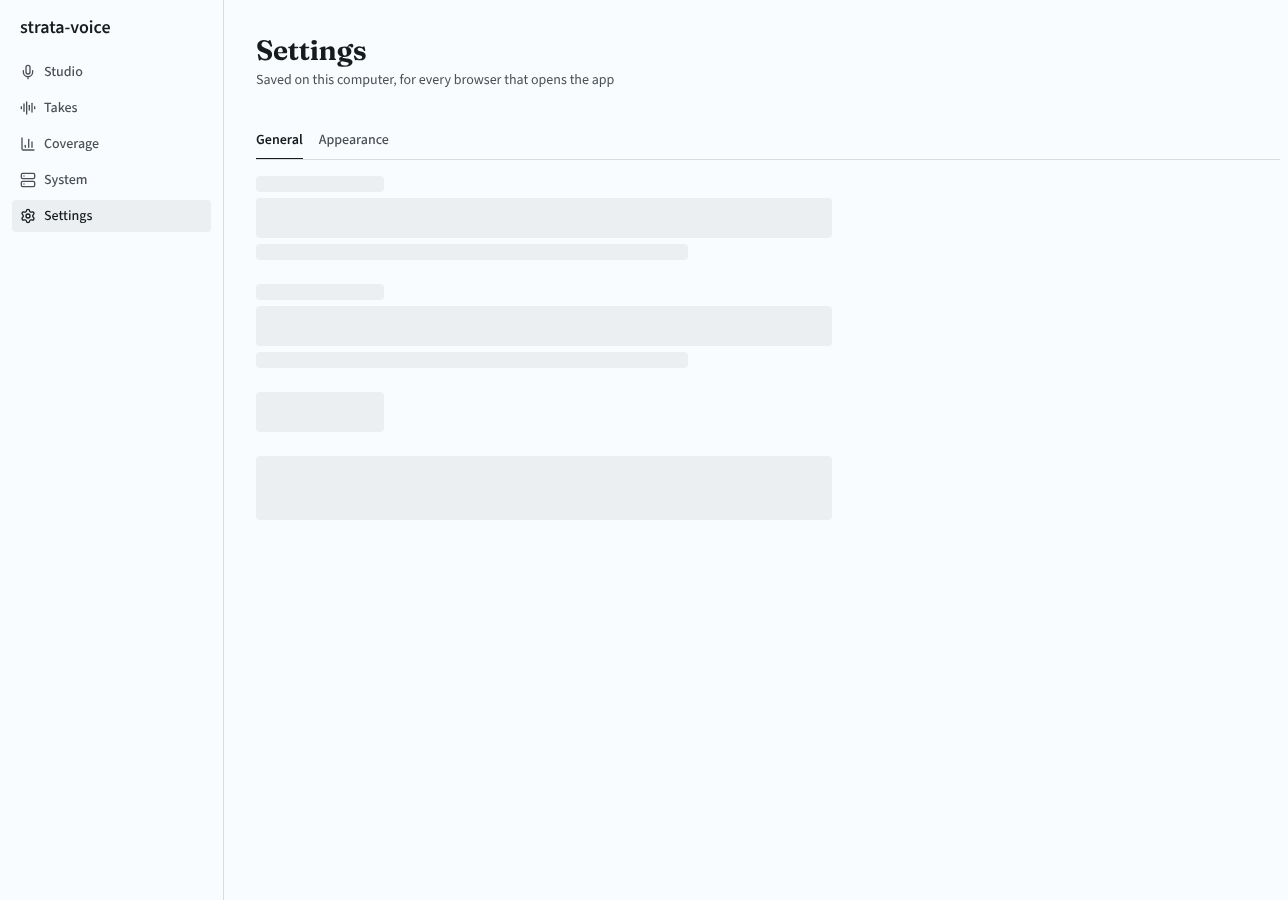 strata-voice
Studio
Takes
Coverage
System
Settings
Settings
Saved on this computer, for every browser that opens the app
General Appearance